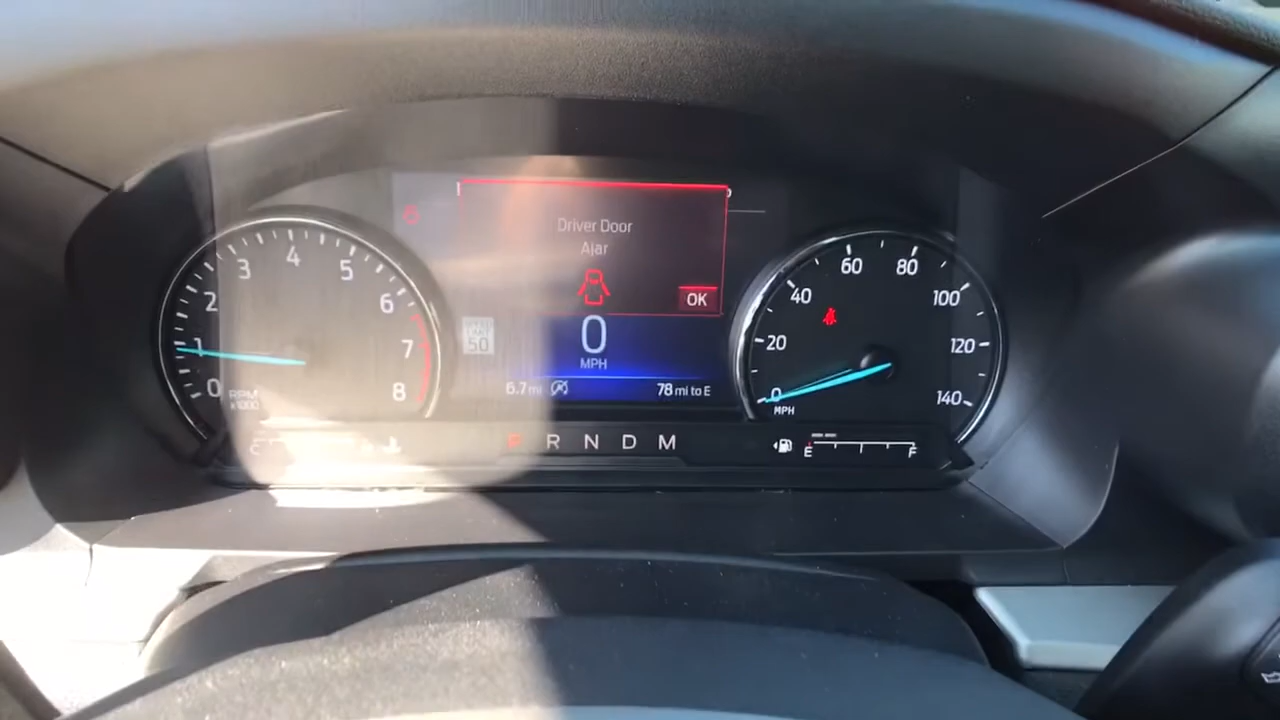 Driver Door
Ajar
OK
0
MPH
6.7 mi
78 mi to E
50
0 1 2 3 4 5 6 7 8
RPM
x1000
0 20 40 60 80 100 120 140
MPH
P R N D M
C
E F